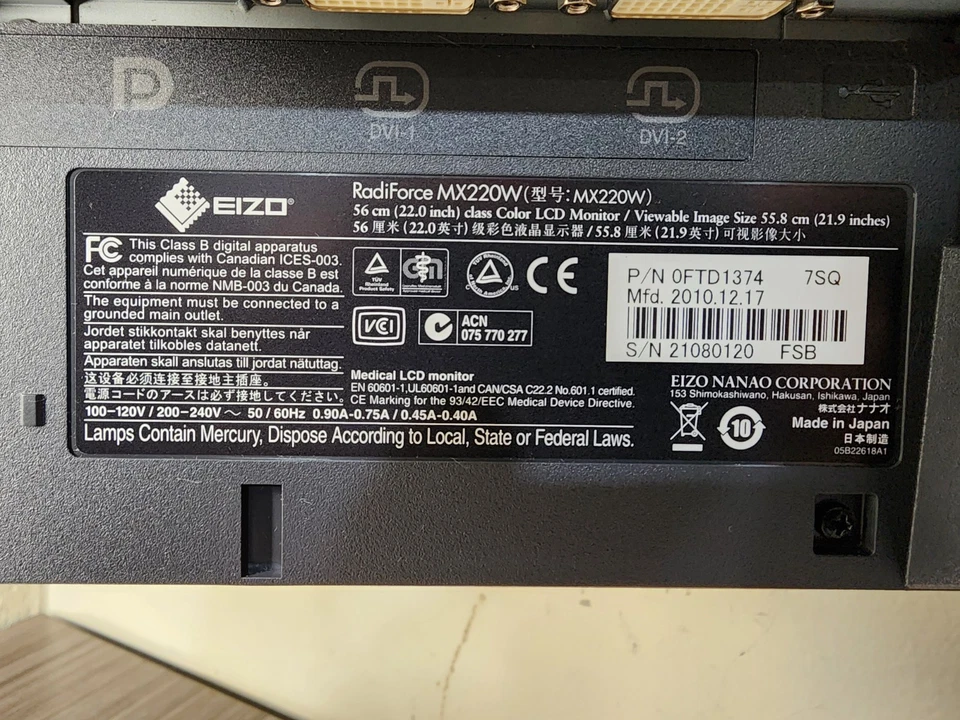 DVI-1
DVI-2
EIZO®
RadiForce MX220W(型号: MX220W)
56 cm (22.0 inch) class Color LCD Monitor / Viewable Image Size 55.8 cm (21.9 inches)
56 厘米 (22.0英寸) 级彩色液晶显示器 / 55.8 厘米 (21.9英寸) 可视影像大小
FC This Class B digital apparatus
complies with Canadian ICES-003.
Cet appareil numérique de la classe B est
conforme à la norme NMB-003 du Canada.
The equipment must be connected to a
grounded main outlet.
Jordet stikkontakt skal benyttes når
apparatet tilkobles datanett.
Apparaten skall anslutas till jordat nätuttag.
这设备必须连接至接地主插座。
電源コードのアースは必ず接地してください。
100-120V / 200-240V ～ 50 / 60Hz 0.90A-0.75A / 0.45A-0.40A
Lamps Contain Mercury, Dispose According to Local, State or Federal Laws.
TÜV
Rheinland
Product Safety
TÜV Rheinland
of North America
US
CE
VCI
ACN
075 770 277
Medical LCD monitor
EN 60601-1,UL60601-1and CAN/CSA C22.2 No.601.1 certified.
CE Marking for the 93/42/EEC Medical Device Directive.
P/N 0FTD1374 7SQ
Mfd. 2010.12.17
S/N 21080120 FSB
EIZO NANAO CORPORATION
153 Shimokashiwano, Hakusan, Ishikawa, Japan
株式会社ナナオ
Made in Japan
日本制造
05B22618A1
10